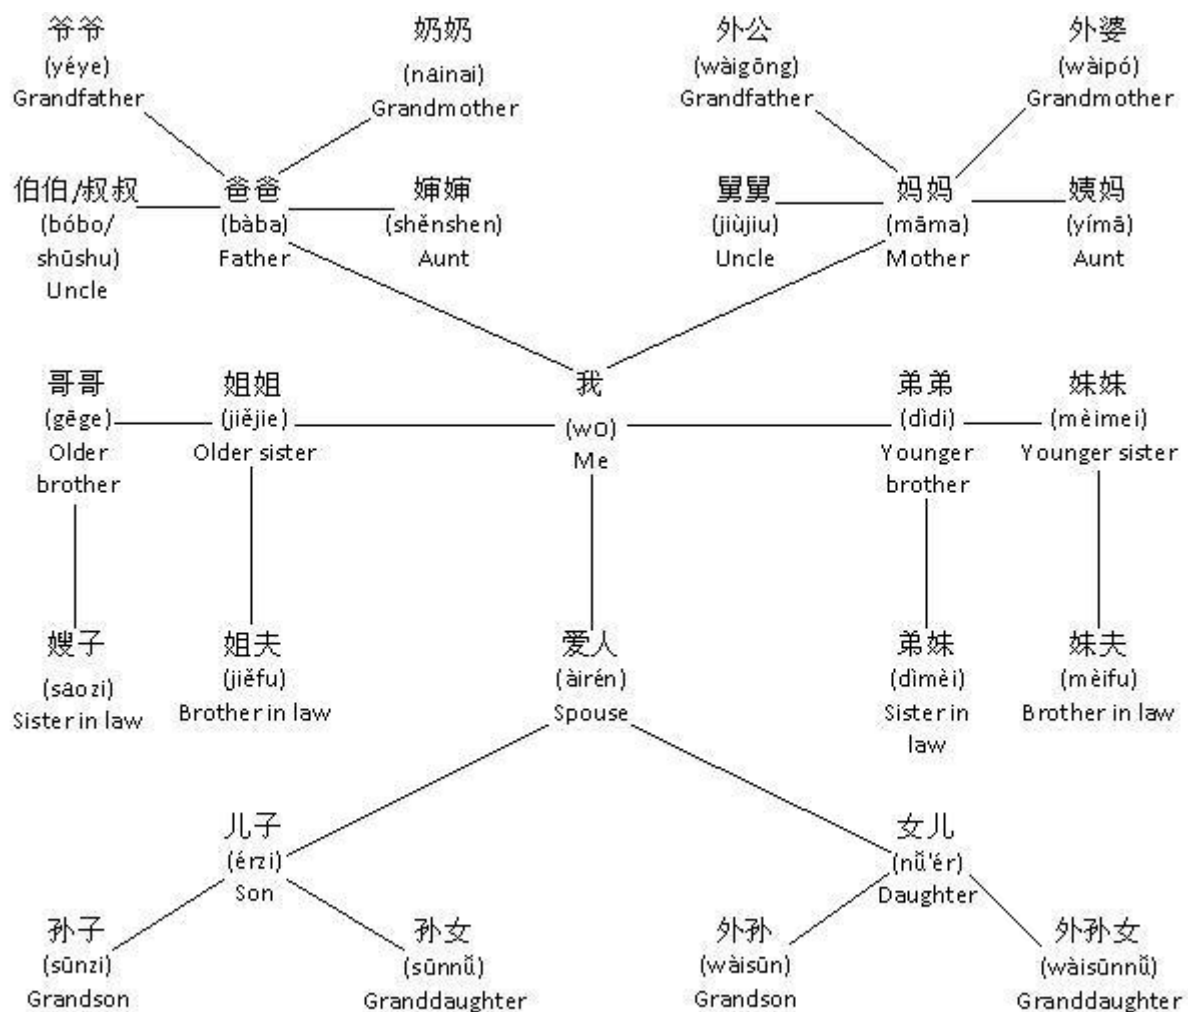 爷爷
(yéye)
Grandfather
奶奶
(nainai)
Grandmother
外公
(wàigōng)
Grandfather
外婆
(wàipó)
Grandmother
伯伯/叔叔
(bóbo/
shūshu)
Uncle
爸爸
(bàba)
Father
婶婶
(shěnshen)
Aunt
舅舅
(jiùjiu)
Uncle
妈妈
(māma)
Mother
姨妈
(yímā)
Aunt
哥哥
(gēge)
Older
brother
姐姐
(jiějie)
Older sister
我
(wo)
Me
弟弟
(dìdi)
Younger
brother
妹妹
(mèimei)
Younger sister
嫂子
(saozi)
Sister in law
姐夫
(jiěfu)
Brother in law
爱人
(àirén)
Spouse
弟妹
(dìmèi)
Sister in
law
妹夫
(mèifu)
Brother in law
儿子
(érzi)
Son
女儿
(nǚ'ér)
Daughter
孙子
(sūnzi)
Grandson
孙女
(sūnnǚ)
Granddaughter
外孙
(wàisūn)
Grandson
外孙女
(wàisūnnǚ)
Granddaughter